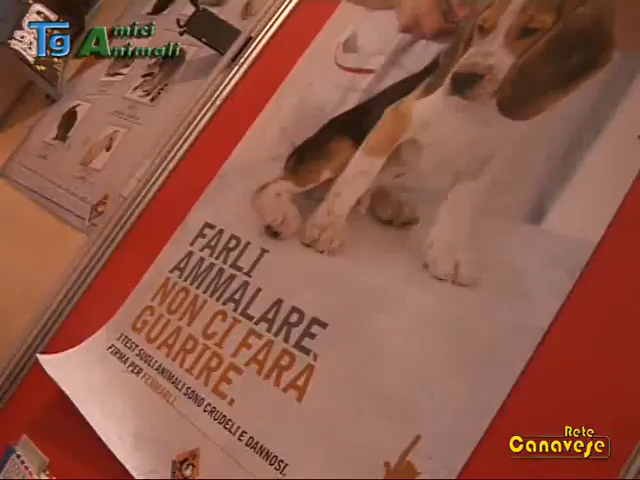 Tg Amici
Animali
FARLI
AMMALARE
NON CI FARÀ
GUARIRE.
I TEST SUGLI ANIMALI SONO CRUDELI E DANNOSI.
FIRMA PER FERMARLI.
Rete
Canavese